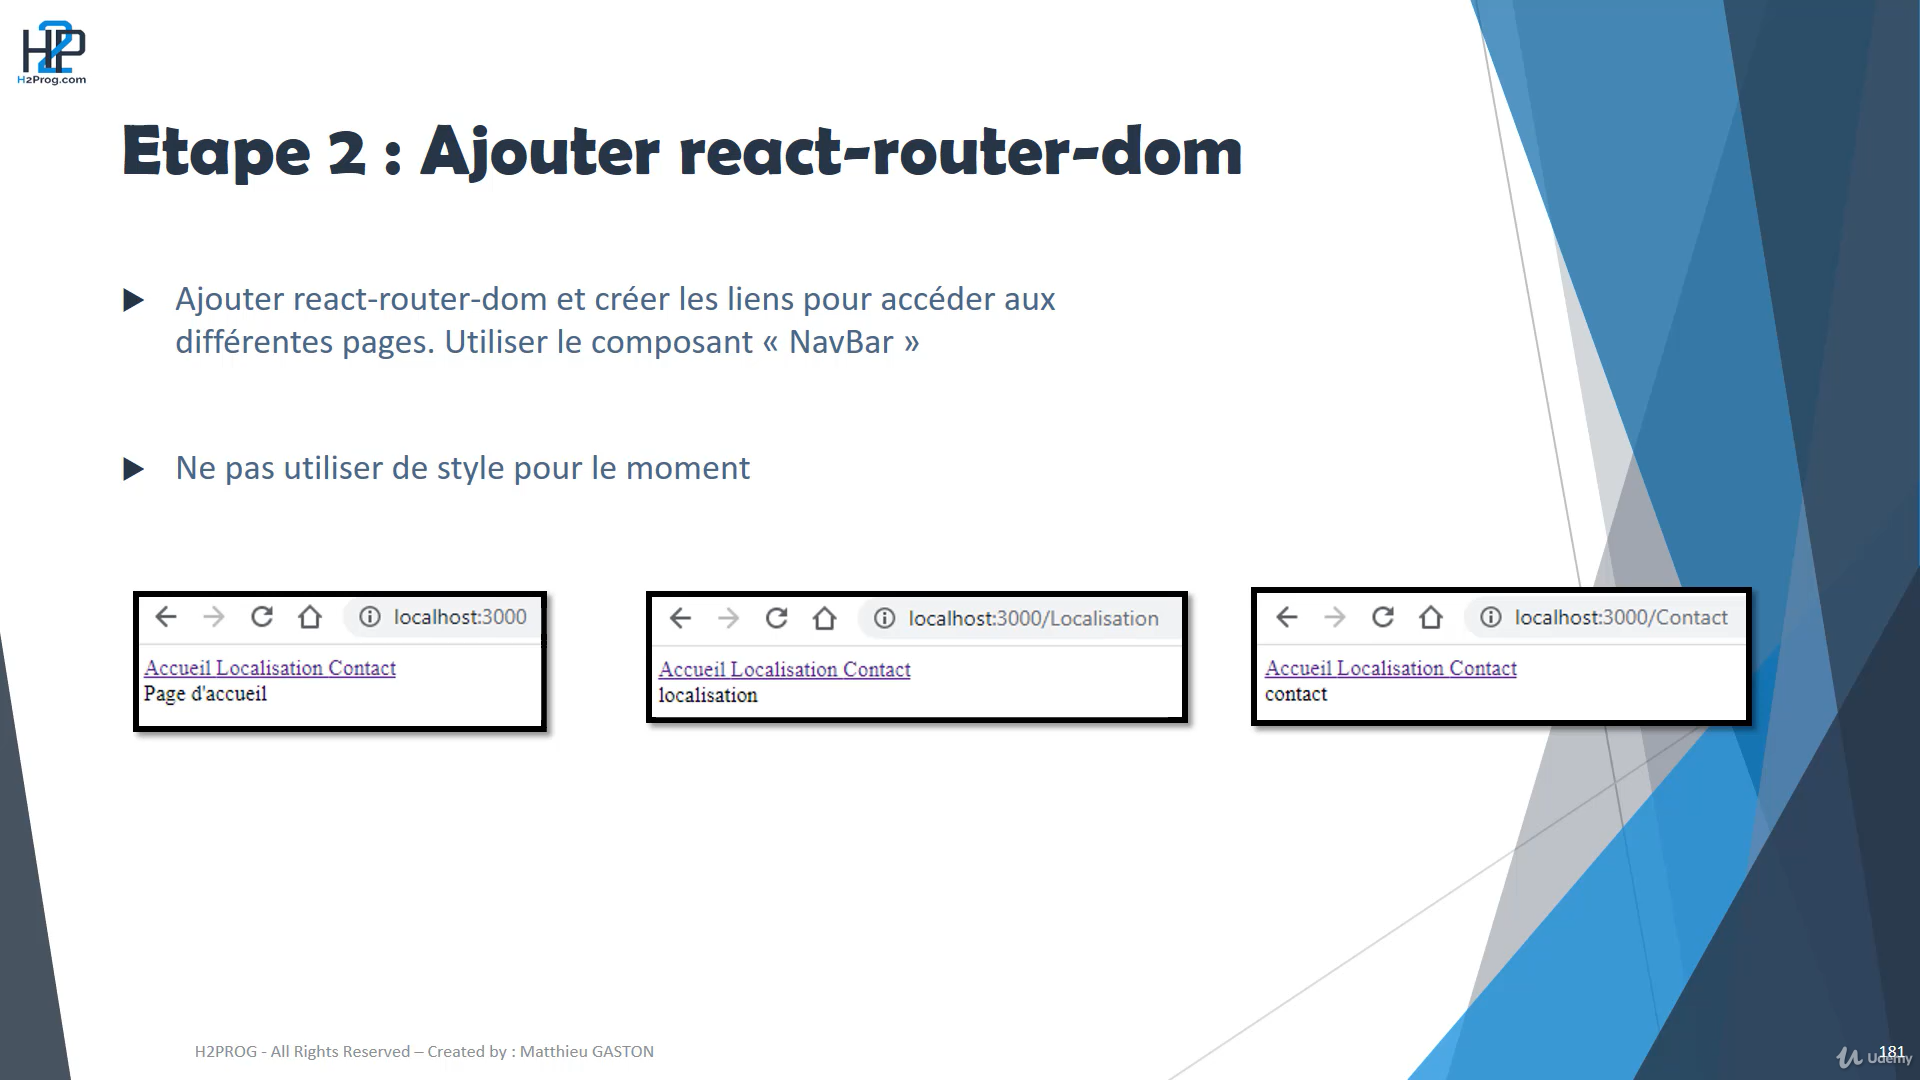 H2P
H2Prog.com
Etape 2 : Ajouter react-router-dom
Ajouter react-router-dom et créer les liens pour accéder aux
différentes pages. Utiliser le composant « NavBar »
Ne pas utiliser de style pour le moment
localhost:3000
Accueil Localisation Contact
Page d'accueil
localhost:3000/Localisation
Accueil Localisation Contact
localisation
localhost:3000/Contact
Accueil Localisation Contact
contact
H2PROG - All Rights Reserved – Created by : Matthieu GASTON
181
Udemy